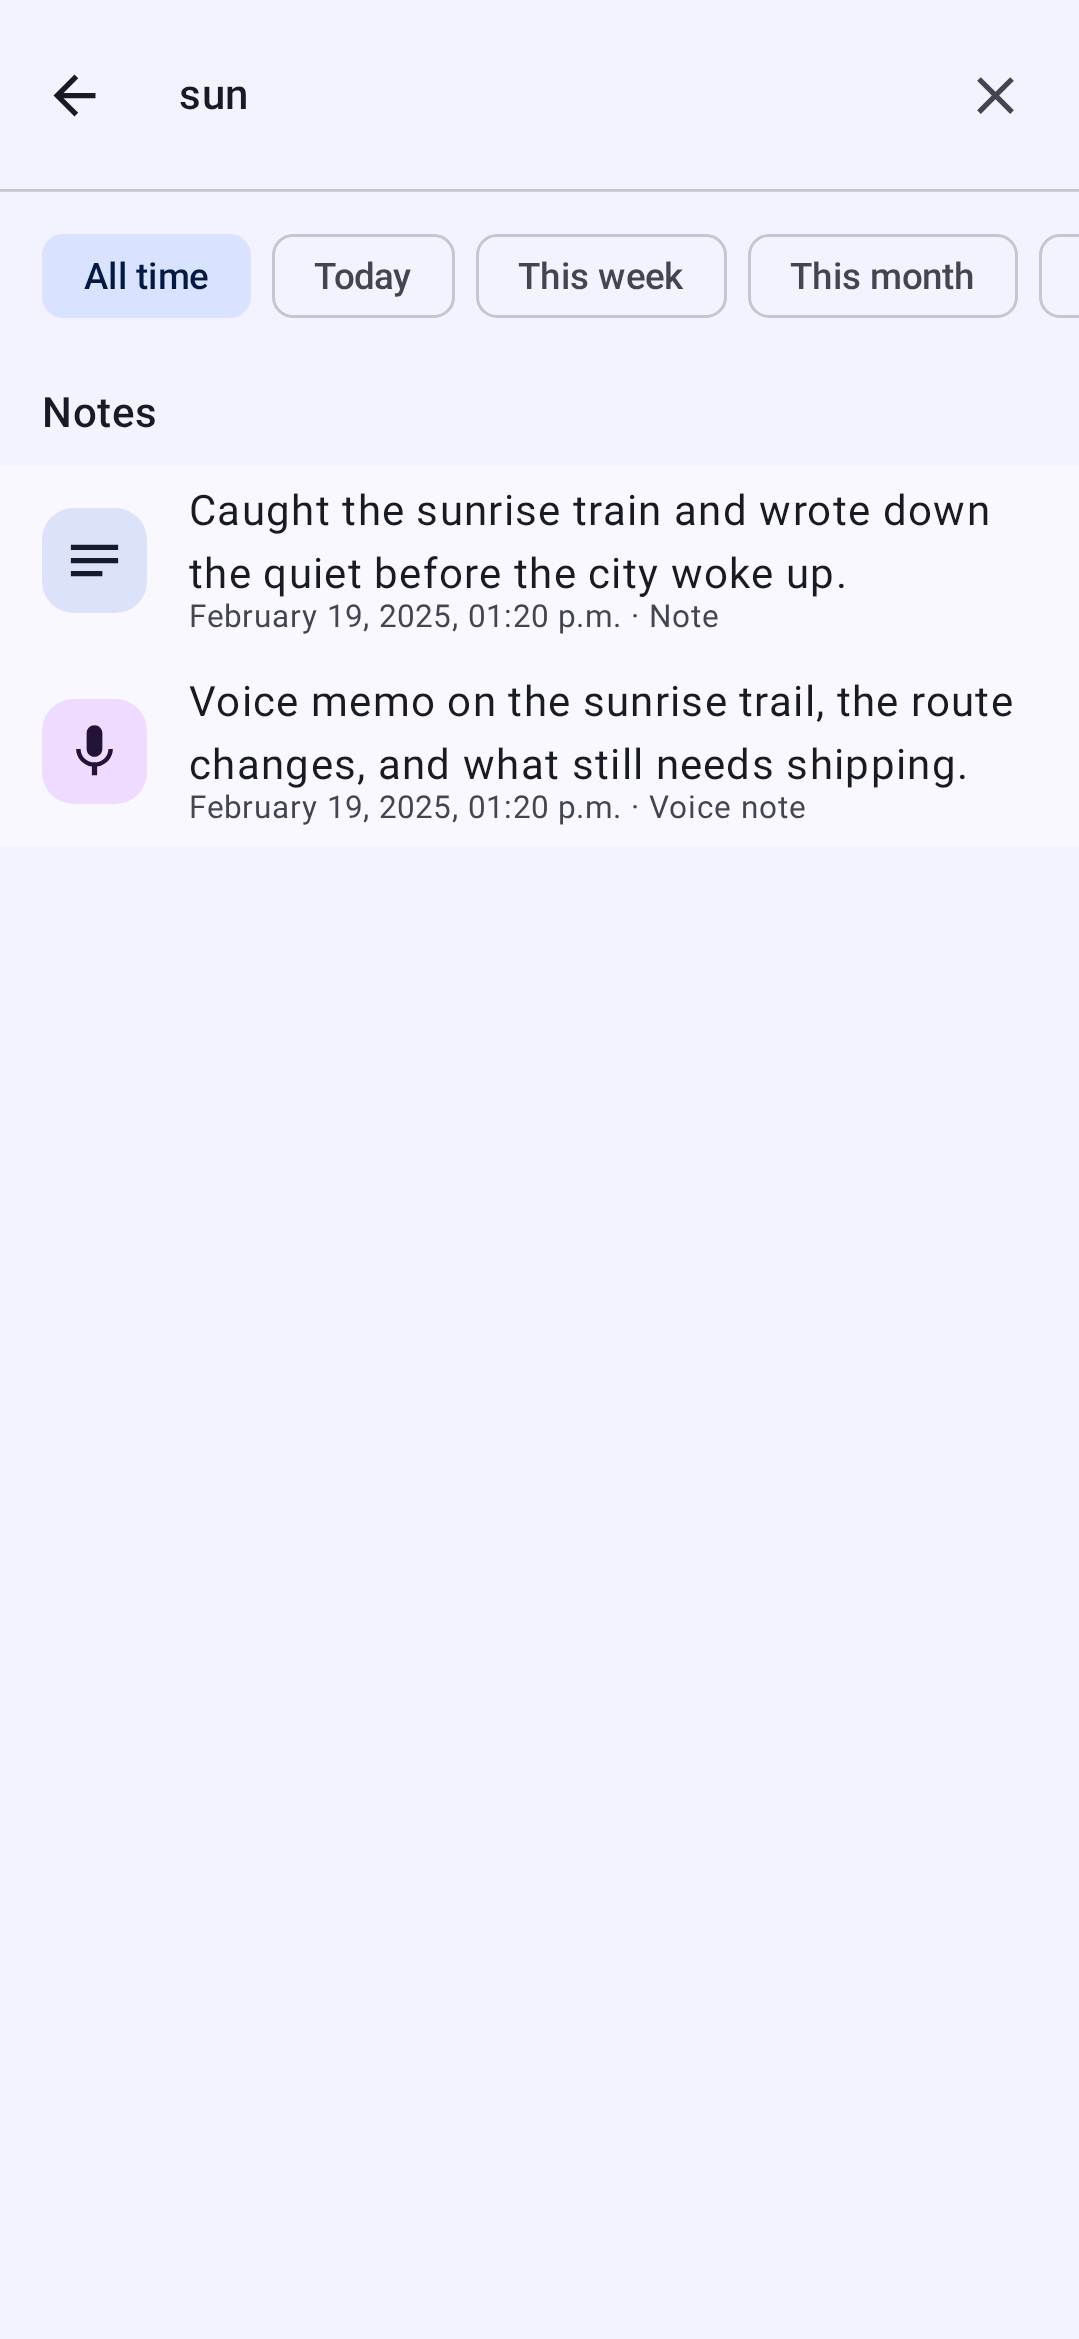 sun
All time
Today
This week
This month
Notes
Caught the sunrise train and wrote down
the quiet before the city woke up.
February 19, 2025, 01:20 p.m. · Note
Voice memo on the sunrise trail, the route
changes, and what still needs shipping.
February 19, 2025, 01:20 p.m. · Voice note